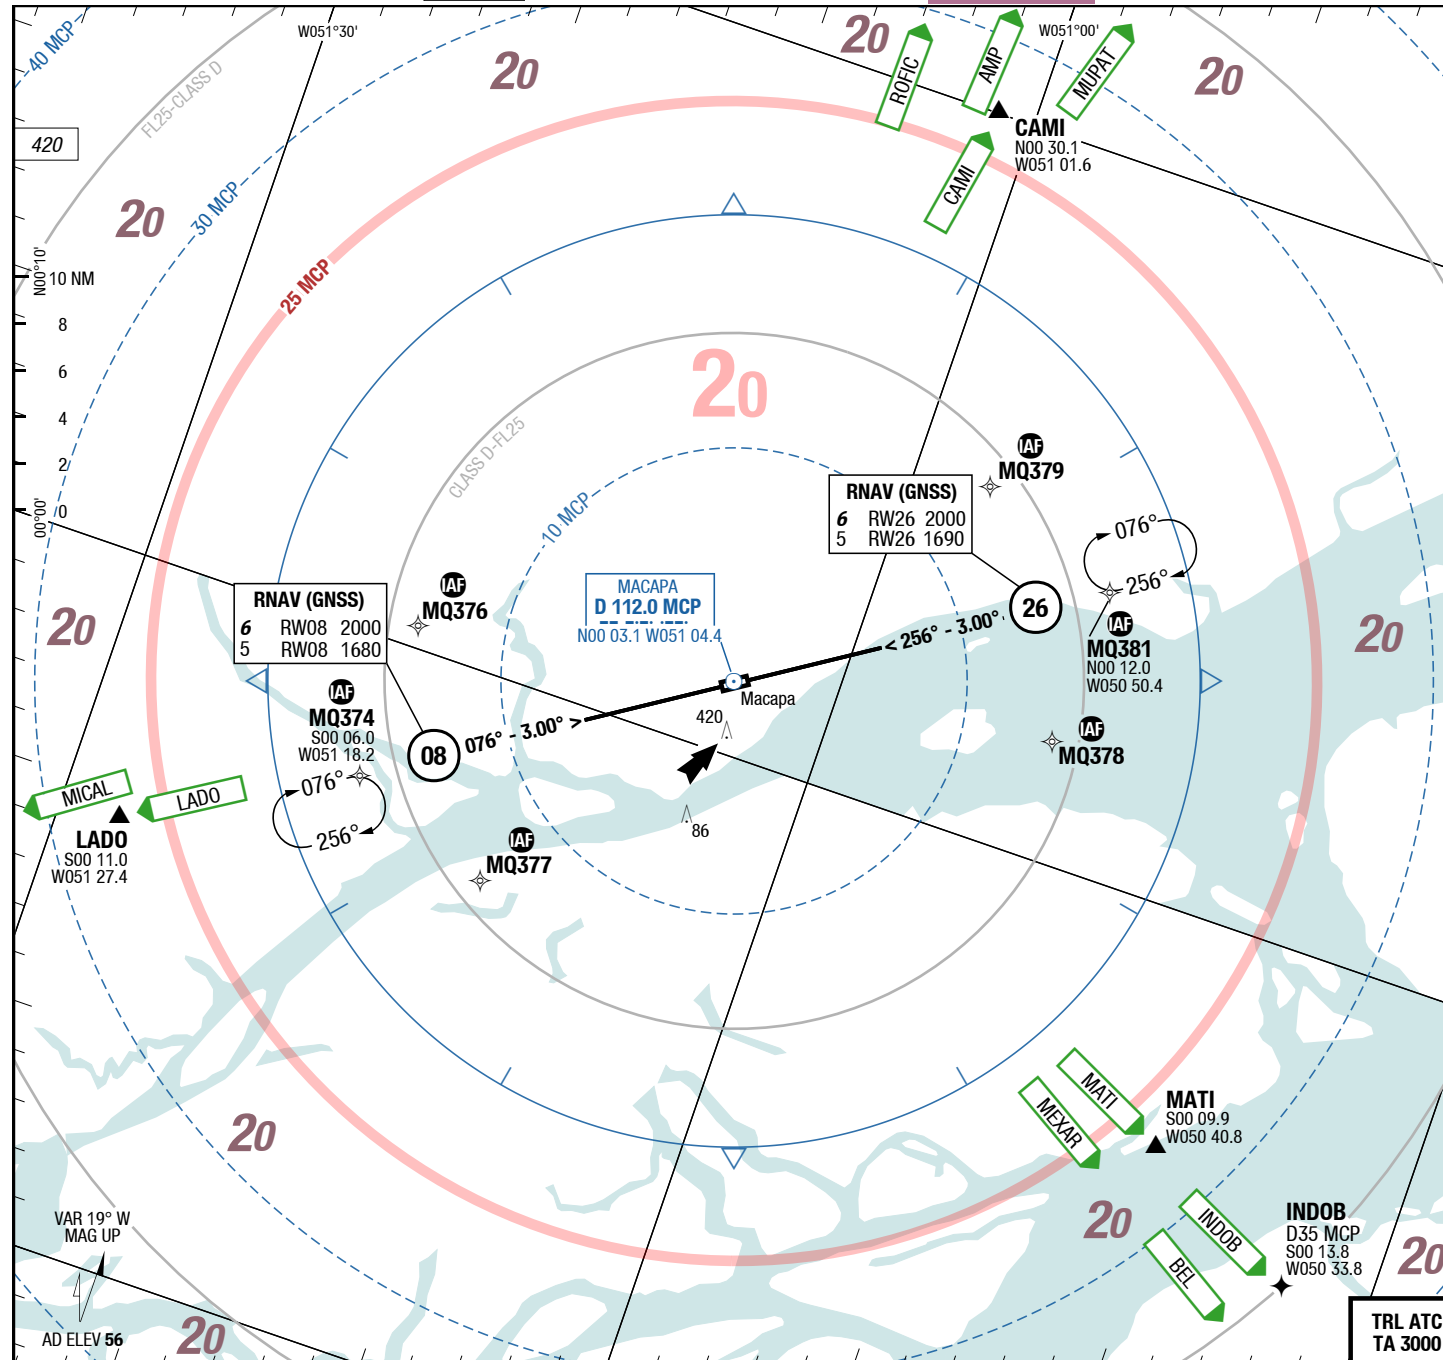 W051°30'
W051°00'
40 MCP
FL25-CLASS D
20
20
20
ROFIC
AMP
MUPAT
CAMI
N00 30.1
W051 01.6
CAMI
420
20
30 MCP
25 MCP
N00°10'
10 NM
8
6
4
2
0
00°00'
20
CLASS D-FL25
10 MCP
IAF
MQ379
RNAV (GNSS)
6 RW26 2000
5 RW26 1690
076°
256°
26
IAF
MQ381
N00 12.0
W050 50.4
IAF
MQ376
MACAPA
D 112.0 MCP
N00 03.1 W051 04.4
RNAV (GNSS)
6 RW08 2000
5 RW08 1680
< 256° - 3.00°
20
20
IAF
MQ374
S00 06.0
W051 18.2
Macapa
420
076° - 3.00° >
08
IAF
MQ378
076°
256°
MICAL
LADO
LADO
S00 11.0
W051 27.4
86
IAF
MQ377
MATI
MEXAR
MATI
S00 09.9
W050 40.8
20
20
INDOB
BEL
INDOB
D35 MCP
S00 13.8
W050 33.8
20
VAR 19° W
MAG UP
AD ELEV 56
20
TRL ATC
TA 3000